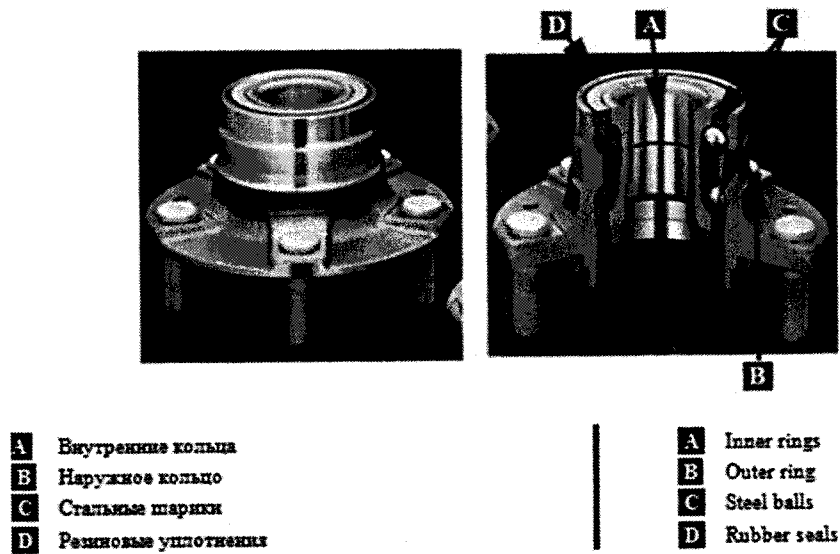 D A C
B
A Внутренние кольца
B Наружное кольцо
C Стальные шарики
D Резиновые уплотнения
A Inner rings
B Outer ring
C Steel balls
D Rubber seals